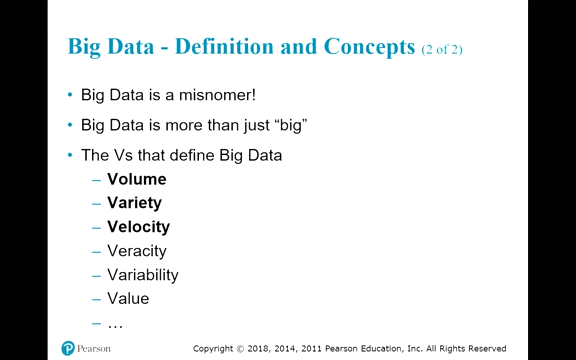 Big Data - Definition and Concepts (2 of 2)
• Big Data is a misnomer!
• Big Data is more than just “big”
• The Vs that define Big Data
– Volume
– Variety
– Velocity
– Veracity
– Variability
– Value
– …
Pearson
Copyright © 2018, 2014, 2011 Pearson Education, Inc. All Rights Reserved